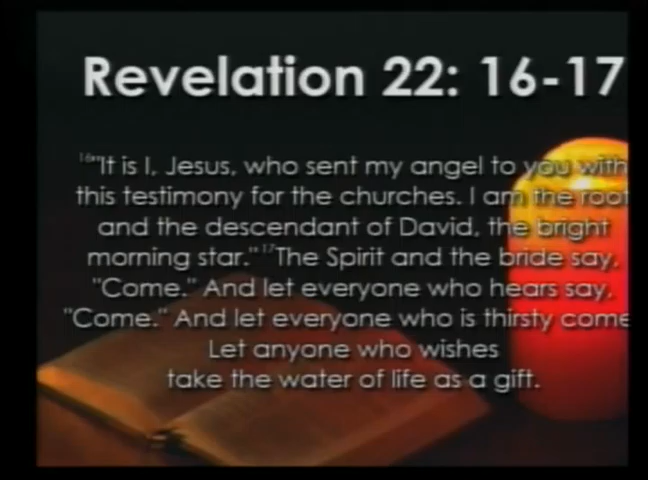 Revelation 22: 16-17
¹⁶"It is I, Jesus, who sent my angel to you with
this testimony for the churches. I am the root
and the descendant of David, the bright
morning star." ¹⁷The Spirit and the bride say,
"Come." And let everyone who hears say,
"Come." And let everyone who is thirsty come
Let anyone who wishes
take the water of life as a gift.